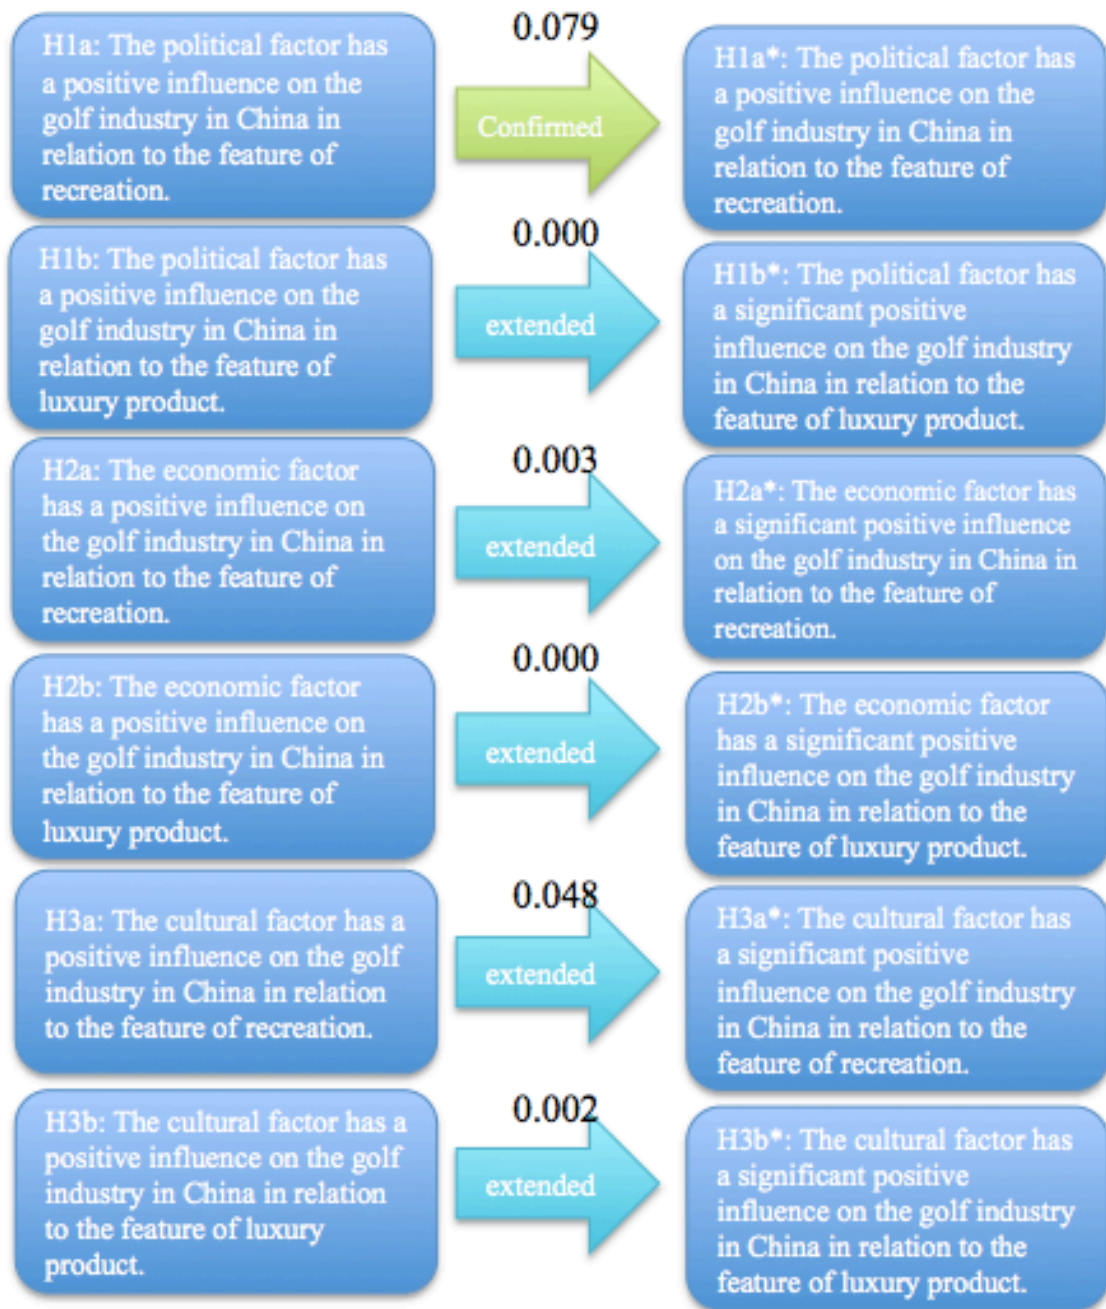 H1a: The political factor has
a positive influence on the
golf industry in China in
relation to the feature of
recreation.
0.079
Confirmed
H1a*: The political factor has
a positive influence on the
golf industry in China in
relation to the feature of
recreation.
H1b: The political factor has
a positive influence on the
golf industry in China in
relation to the feature of
luxury product.
0.000
extended
H1b*: The political factor has
a significant positive
influence on the golf industry
in China in relation to the
feature of luxury product.
H2a: The economic factor
has a positive influence on
the golf industry in China in
relation to the feature of
recreation.
0.003
extended
H2a*: The economic factor has
a significant positive influence
on the golf industry in China in
relation to the feature of
recreation.
H2b: The economic factor
has a positive influence on
the golf industry in China in
relation to the feature of
luxury product.
0.000
extended
H2b*: The economic factor
has a significant positive
influence on the golf industry
in China in relation to the
feature of luxury product.
H3a: The cultural factor has a
positive influence on the golf
industry in China in relation
to the feature of recreation.
0.048
extended
H3a*: The cultural factor has
a significant positive
influence on the golf industry
in China in relation to the
feature of recreation.
H3b: The cultural factor has a
positive influence on the golf
industry in China in relation
to the feature of luxury
product.
0.002
extended
H3b*: The cultural factor has
a significant positive
influence on the golf industry
in China in relation to the
feature of luxury product.